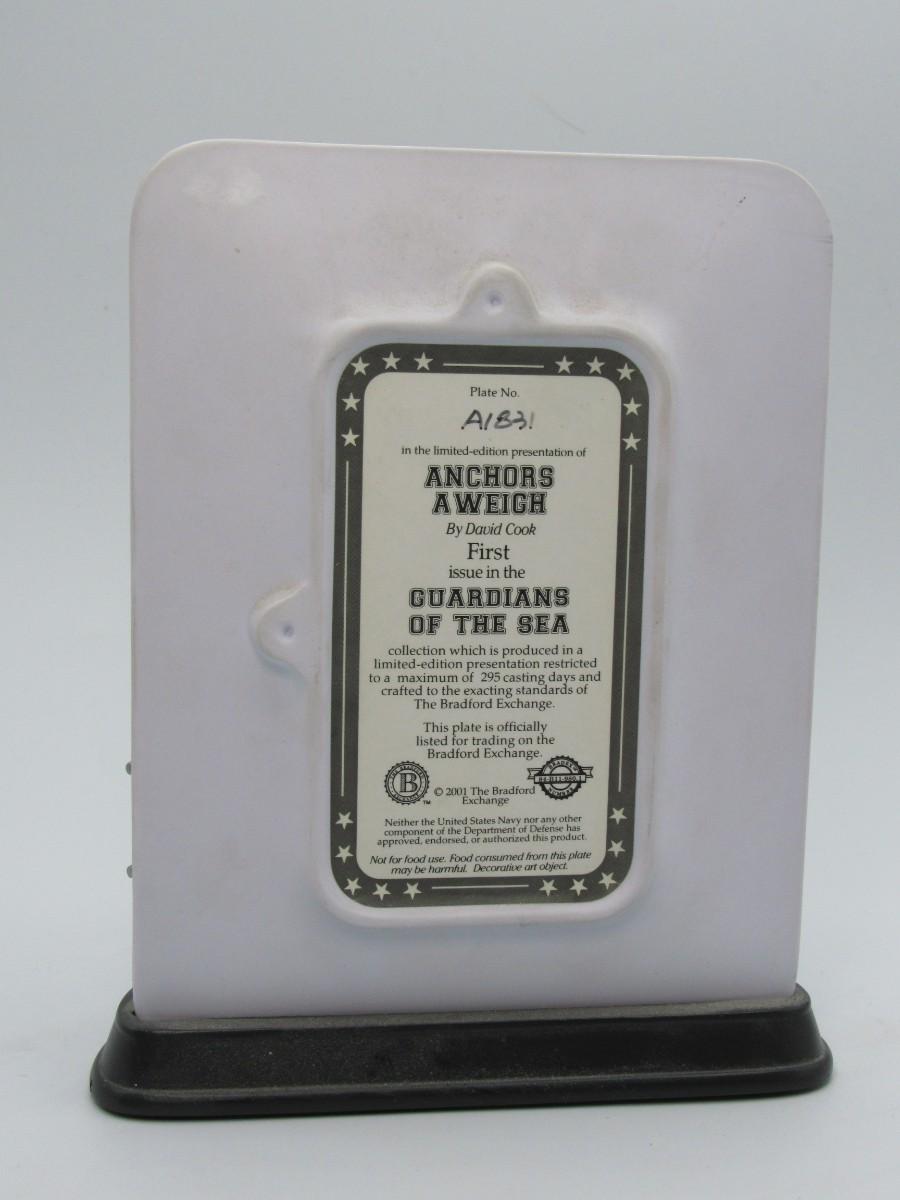 Plate No.
A1831
in the limited-edition presentation of
ANCHORS
AWEIGH
By David Cook
First
issue in the
GUARDIANS
OF THE SEA
collection which is produced in a
limited-edition presentation restricted
to a maximum of 295 casting days and
crafted to the exacting standards of
The Bradford Exchange.
This plate is officially
listed for trading on the
Bradford Exchange.
B
TM
© 2001 The Bradford
Exchange
Neither the United States Navy nor any other
component of the Department of Defense has
approved, endorsed, or authorized this product.
Not for food use. Food consumed from this plate
may be harmful. Decorative art object.